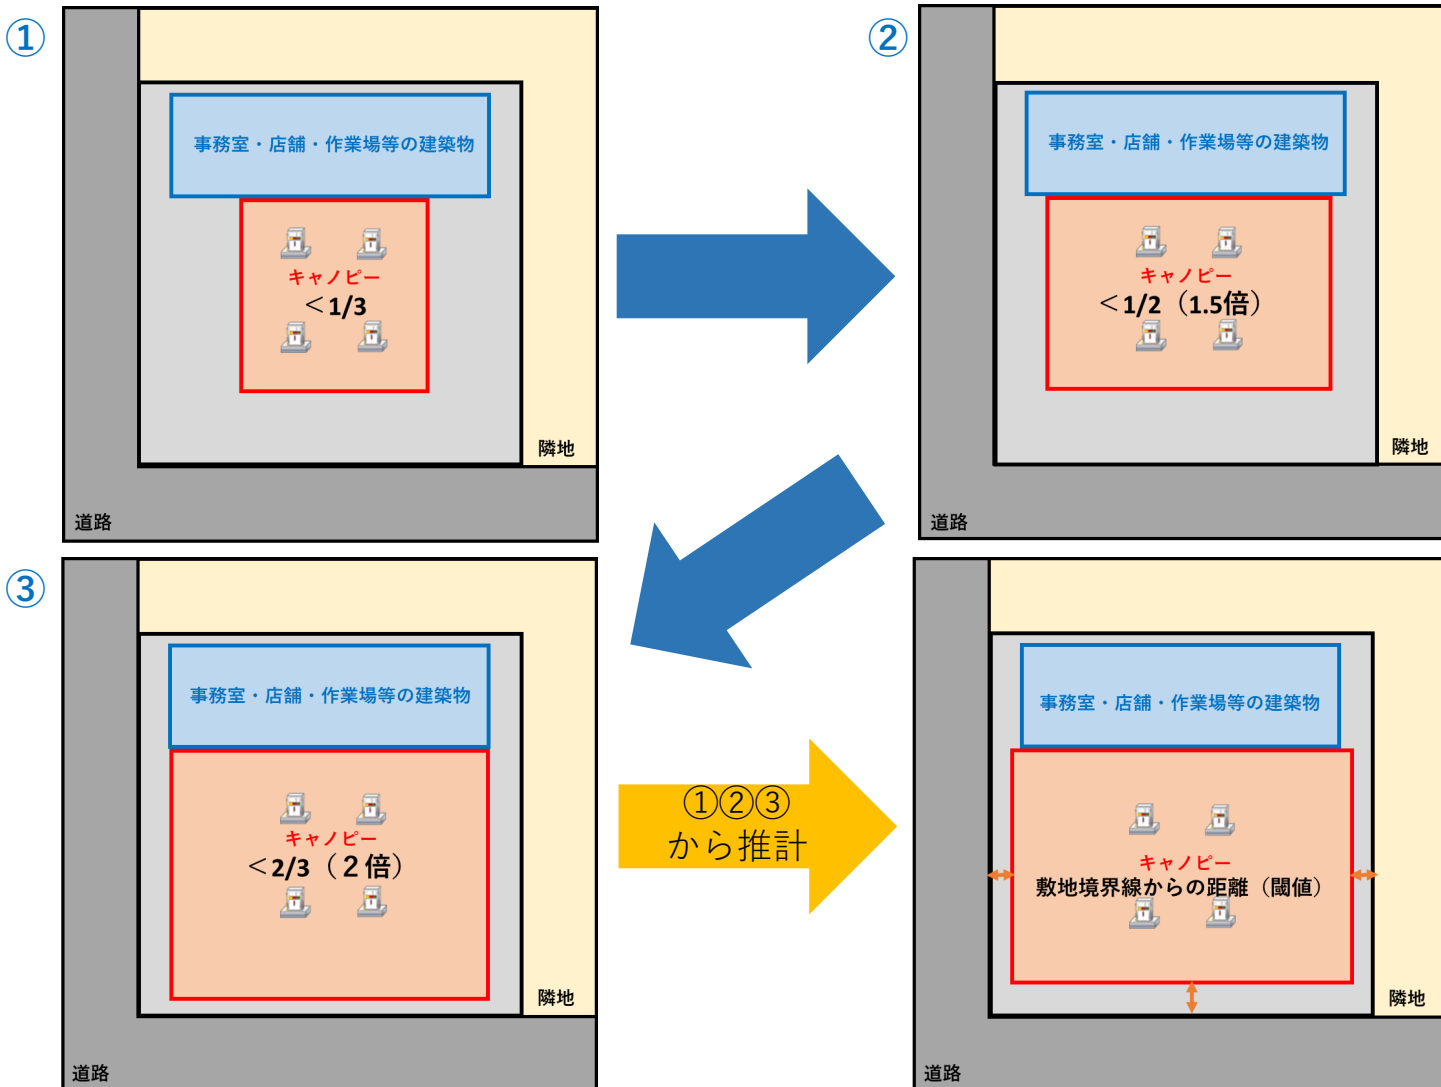 ①
事務室・店舗・作業場等の建築物
キャノピー
＜1/3
隣地
道路
②
事務室・店舗・作業場等の建築物
キャノピー
＜1/2（1.5倍）
隣地
道路
③
事務室・店舗・作業場等の建築物
キャノピー
＜2/3（２倍）
隣地
道路
①②③
から推計
事務室・店舗・作業場等の建築物
キャノピー
敷地境界線からの距離（閾値）
隣地
道路